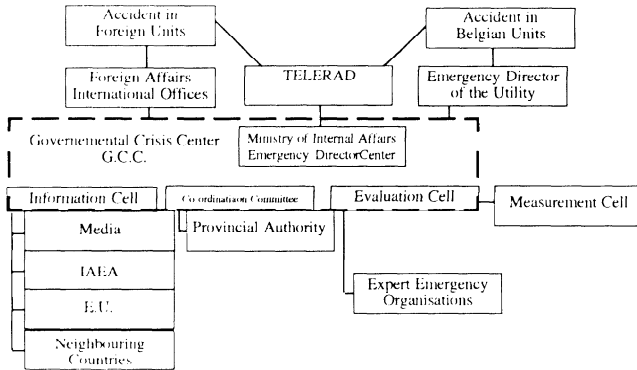 Accident in
Foreign Units
Accident in
Belgian Units
Foreign Affairs
International Offices
TELERAD
Emergency Director
of the Utility
Governemental Crisis Center
G.C.C.
Ministry of Internal Affairs
Emergency DirectorCenter
Information Cell
Co-ordinatiaon Committee
Evaluation Cell
Measurement Cell
Media
Provincial Authority
IAEA
E.U.
Expert Emergency
Organisations
Neighbouring
Countries